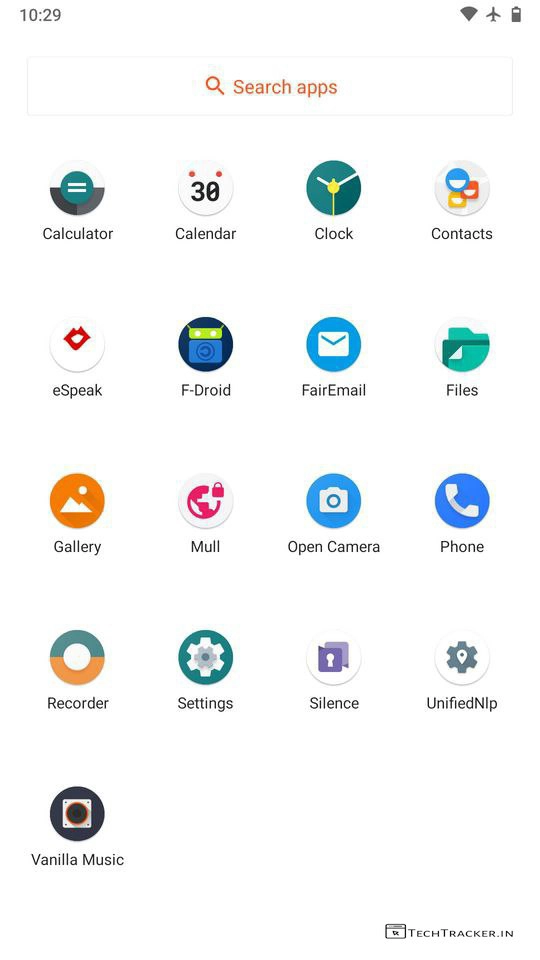 10:29
Search apps
30
Calculator Calendar Clock Contacts
eSpeak F-Droid FairEmail Files
Gallery Mull Open Camera Phone
Recorder Settings Silence UnifiedNlp
Vanilla Music
TECHTRACKER.IN